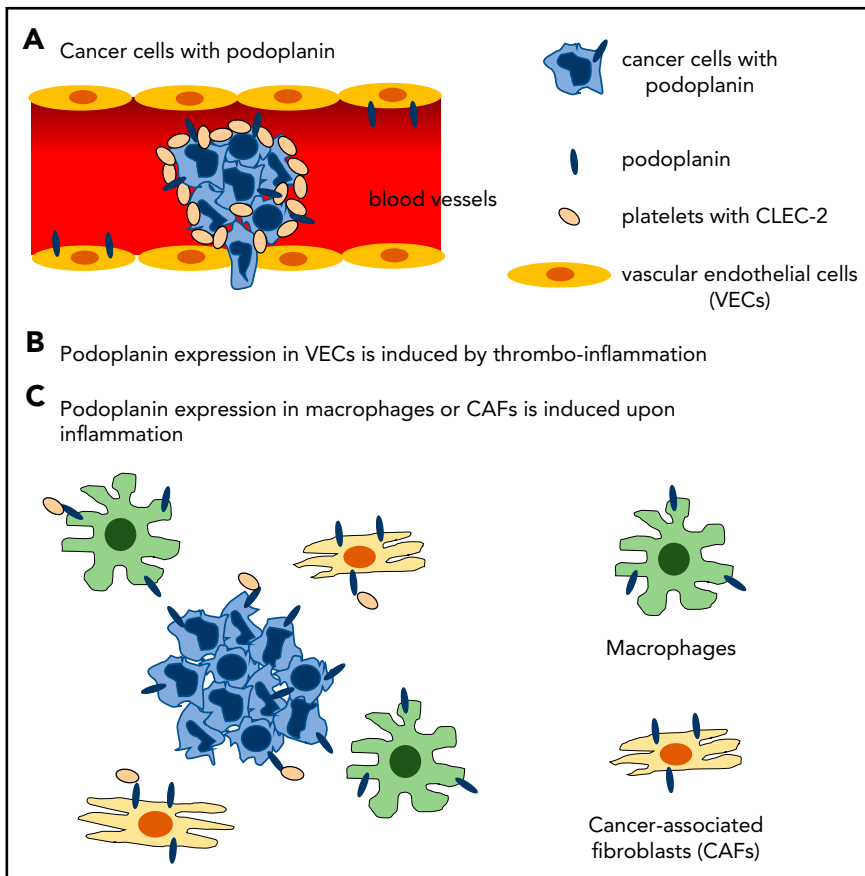 A Cancer cells with podoplanin
blood vessels
cancer cells with
podoplanin
podoplanin
platelets with CLEC-2
vascular endothelial cells
(VECs)
B Podoplanin expression in VECs is induced by thrombo-inflammation
C Podoplanin expression in macrophages or CAFs is induced upon
inflammation
Macrophages
Cancer-associated
fibroblasts (CAFs)